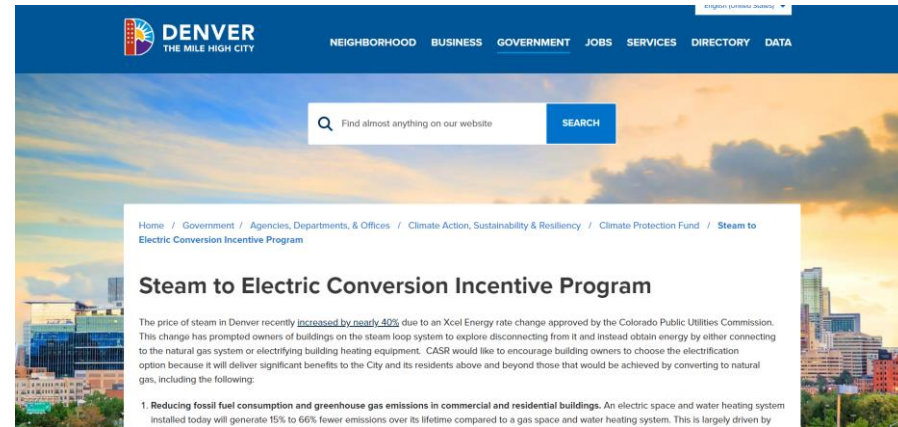 English (United States)
DENVER
THE MILE HIGH CITY
NEIGHBORHOOD BUSINESS GOVERNMENT JOBS SERVICES DIRECTORY DATA
Find almost anything on our website SEARCH
Home / Government / Agencies, Departments, & Offices / Climate Action, Sustainability & Resiliency / Climate Protection Fund / Steam to
Electric Conversion Incentive Program
Steam to Electric Conversion Incentive Program
The price of steam in Denver recently increased by nearly 40% due to an Xcel Energy rate change approved by the Colorado Public Utilities Commission.
This change has prompted owners of buildings on the steam loop system to explore disconnecting from it and instead obtain energy by either connecting
to the natural gas system or electrifying building heating equipment. CASR would like to encourage building owners to choose the electrification
option because it will deliver significant benefits to the City and its residents above and beyond those that would be achieved by converting to natural
gas, including the following:
1. Reducing fossil fuel consumption and greenhouse gas emissions in commercial and residential buildings. An electric space and water heating system
installed today will generate 15% to 66% fewer emissions over its lifetime compared to a gas space and water heating system. This is largely driven by